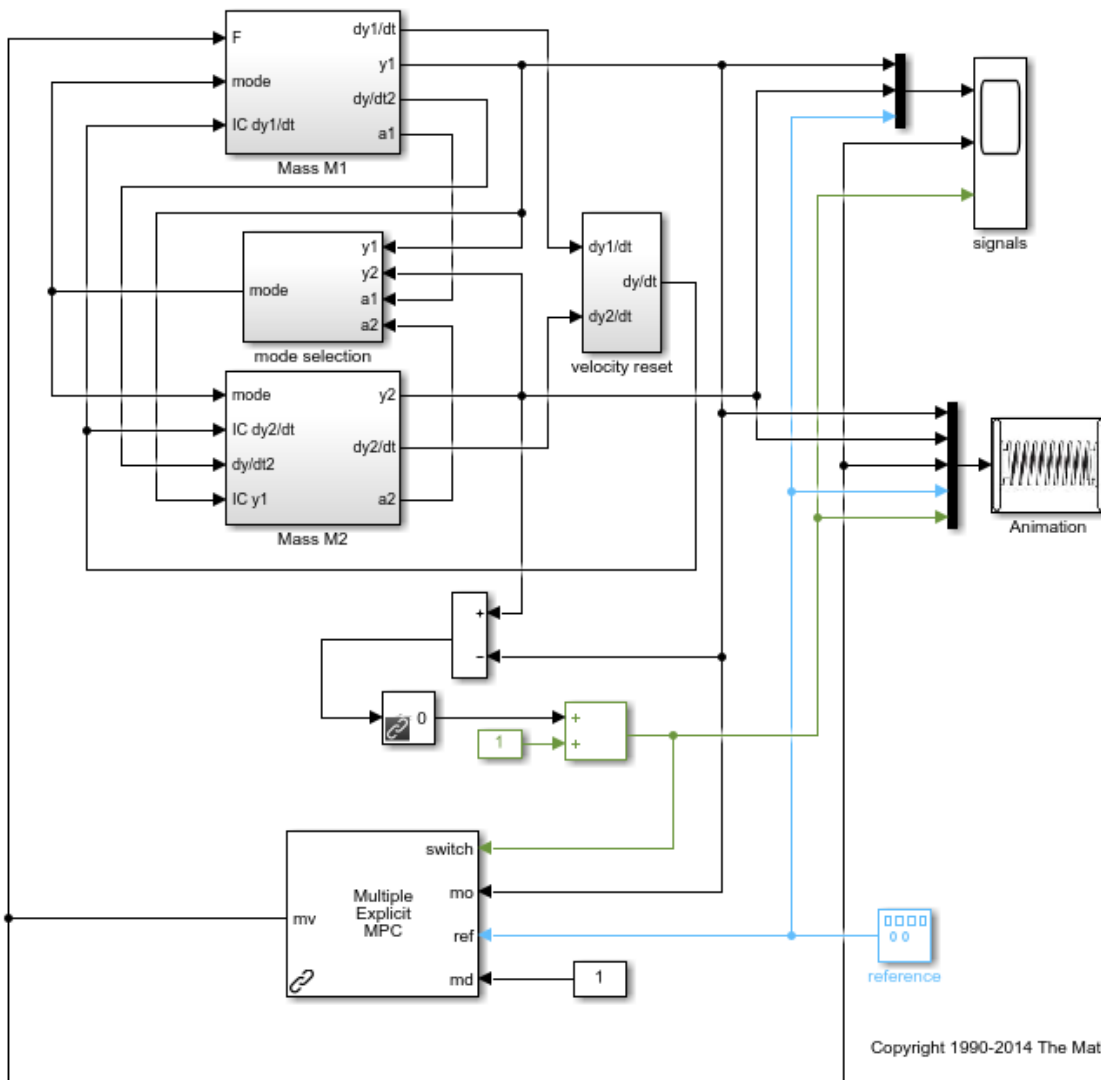 F
mode
IC dy1/dt
dy1/dt
y1
dy/dt2
a1
Mass M1
mode
y1
y2
a1
a2
mode selection
dy1/dt
dy2/dt
dy/dt
velocity reset
signals
mode
IC dy2/dt
dy/dt2
IC y1
y2
dy2/dt
a2
Mass M2
Animation
+
−
0
1
+
+
switch
mo
ref
md
mv
Multiple
Explicit
MPC
1
reference
Copyright 1990-2014 The Mat